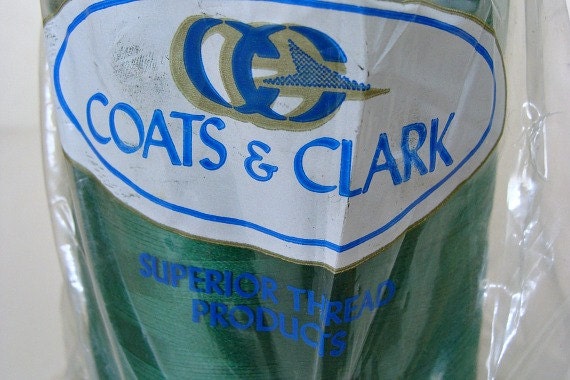 COATS & CLARK
SUPERIOR THREAD
PRODUCTS